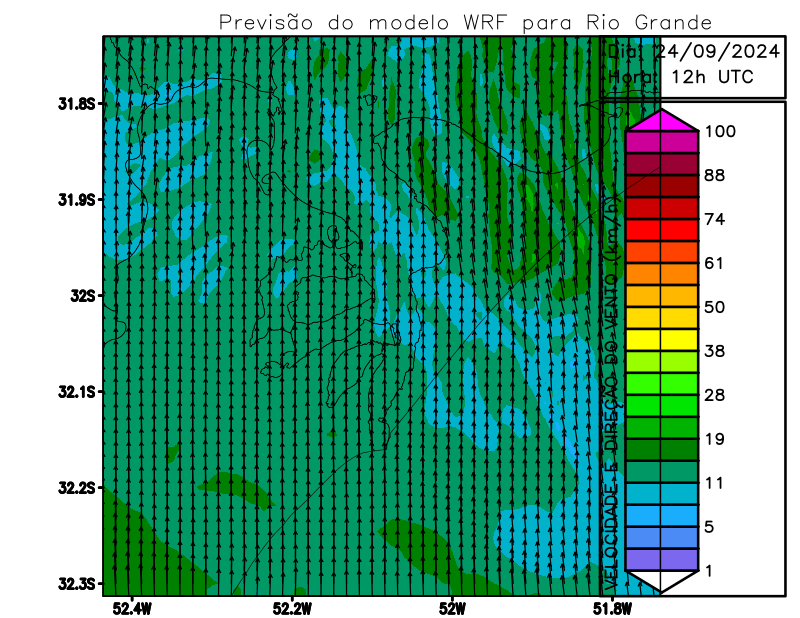 Previsão do modelo WRF para Rio Grande
Dia: 24/09/2024
Hora: 12h UTC
VELOCIDADE E DIREÇÃO DO VENTO (km/h)
100
88
74
61
50
38
28
19
11
5
1
31.8S
31.9S
32S
32.1S
32.2S
32.3S
52.4W
52.2W
52W
51.8W